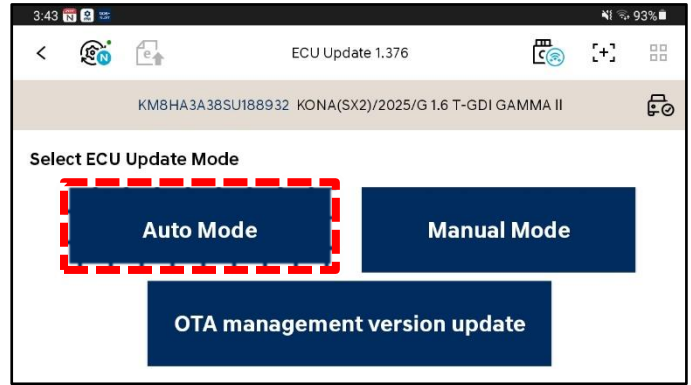 3:43 93%
ECU Update 1.376
KM8HA3A38SU188932 KONA(SX2)/2025/G 1.6 T-GDI GAMMA II
Select ECU Update Mode
Auto Mode Manual Mode
OTA management version update